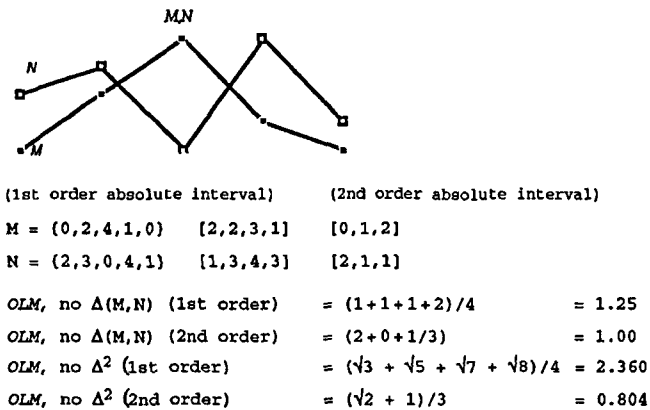 M,N
N
M
(1st order absolute interval) (2nd order absolute interval)
M = {0,2,4,1,0} [2,2,3,1] [0,1,2]
N = {2,3,0,4,1} [1,3,4,3] [2,1,1]
OLM, no Δ(M,N) (1st order) = (1+1+1+2)/4 = 1.25
OLM, no Δ(M,N) (2nd order) = (2+0+1/3) = 1.00
OLM, no Δ² (1st order) = (√3 + √5 + √7 + √8)/4 = 2.360
OLM, no Δ² (2nd order) = (√2 + 1)/3 = 0.804